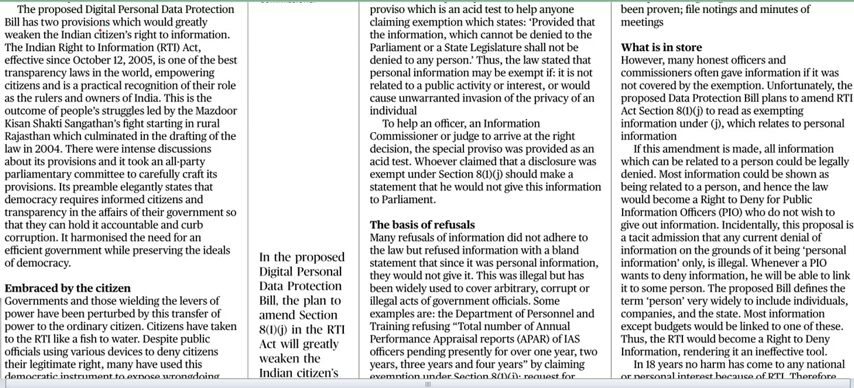 The proposed Digital Personal Data Protection
Bill has two provisions which would greatly
weaken the Indian citizen's right to information.
The Indian Right to Information (RTI) Act,
effective since October 12, 2005, is one of the best
transparency laws in the world, empowering
citizens and is a practical recognition of their role
as the rulers and owners of India. This is the
outcome of people's struggles led by the Mazdoor
Kisan Shakti Sangathan's fight starting in rural
Rajasthan which culminated in the drafting of the
law in 2004. There were intense discussions
about its provisions and it took an all-party
parliamentary committee to carefully craft its
provisions. Its preamble elegantly states that
democracy requires informed citizens and
transparency in the affairs of their government so
that they can hold it accountable and curb
corruption. It harmonised the need for an
efficient government while preserving the ideals
of democracy.
Embraced by the citizen
Governments and those wielding the levers of
power have been perturbed by this transfer of
power to the ordinary citizen. Citizens have taken
to the RTI like a fish to water. Despite public
officials using various devices to deny citizens
their legitimate right, many have used this
democratic instrument to expose wrongdoing
In the proposed
Digital Personal
Data Protection
Bill, the plan to
amend Section
8(1)(j) in the RTI
Act will greatly
weaken the
Indian citizen's
proviso which is an acid test to help anyone
claiming exemption which states: 'Provided that
the information, which cannot be denied to the
Parliament or a State Legislature shall not be
denied to any person.' Thus, the law stated that
personal information may be exempt if: it is not
related to a public activity or interest, or would
cause unwarranted invasion of the privacy of an
individual
To help an officer, an Information
Commissioner or judge to arrive at the right
decision, the special proviso was provided as an
acid test. Whoever claimed that a disclosure was
exempt under Section 8(1)(j) should make a
statement that he would not give this information
to Parliament.
The basis of refusals
Many refusals of information did not adhere to
the law but refused information with a bland
statement that since it was personal information,
they would not give it. This was illegal but has
been widely used to cover arbitrary, corrupt or
illegal acts of government officials. Some
examples are: the Department of Personnel and
Training refusing “Total number of Annual
Performance Appraisal reports (APAR) of IAS
officers pending presently for over one year, two
years, three years and four years” by claiming
exemption under Section 8(1)(j); request for
been proven; file notings and minutes of
meetings
What is in store
However, many honest officers and
commissioners often gave information if it was
not covered by the exemption. Unfortunately, the
proposed Data Protection Bill plans to amend RTI
Act Section 8(1)(j) to read as exempting
information under (j), which relates to personal
information
If this amendment is made, all information
which can be related to a person could be legally
denied. Most information could be shown as
being related to a person, and hence the law
would become a Right to Deny for Public
Information Officers (PIO) who do not wish to
give out information. Incidentally, this proposal is
a tacit admission that any current denial of
information on the grounds of it being 'personal
information' only, is illegal. Whenever a PIO
wants to deny information, he will be able to link
it to some person. The proposed Bill defines the
term 'person' very widely to include individuals,
companies, and the state. Most information
except budgets would be linked to one of these.
Thus, the RTI would become a Right to Deny
Information, rendering it an ineffective tool.
In 18 years no harm has come to any national
or personal interest because of RTI. Therefore